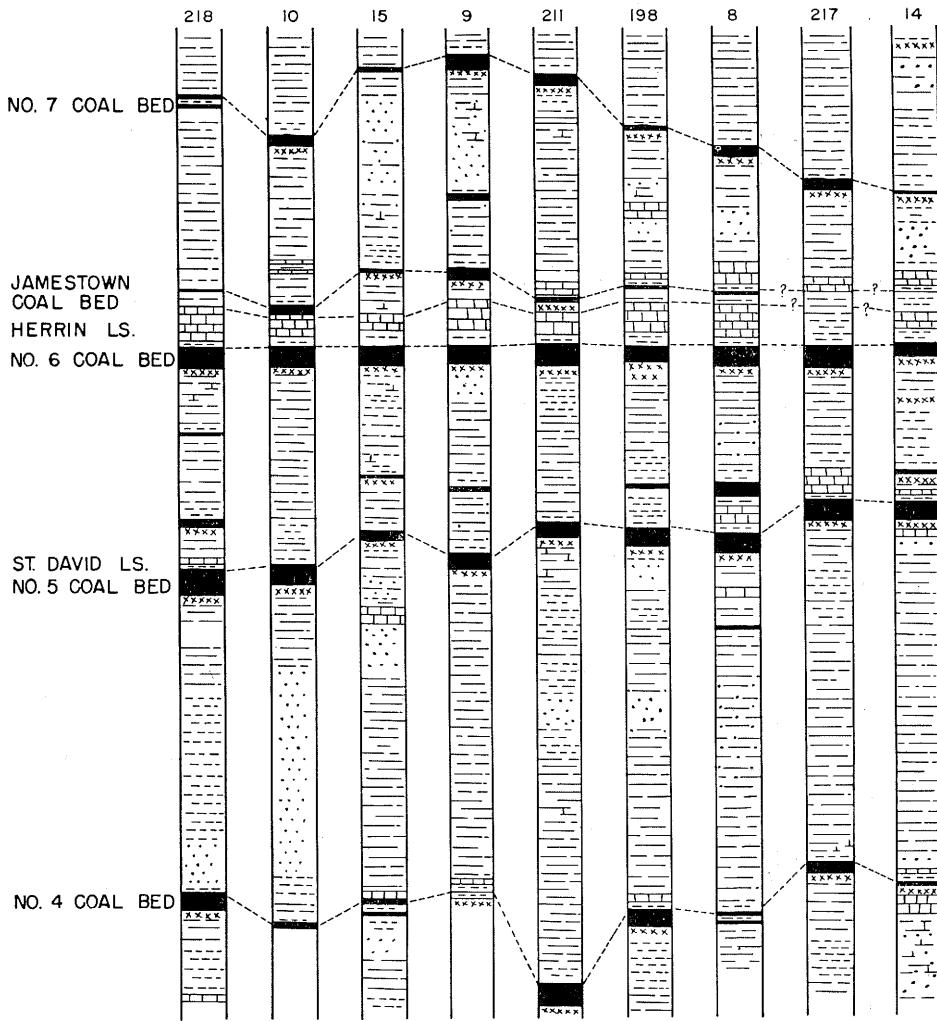 218 10 15 9 211 198 8 217 14
NO. 7 COAL BED
JAMESTOWN
COAL BED
HERRIN LS.
NO. 6 COAL BED
ST. DAVID LS.
NO. 5 COAL BED
NO. 4 COAL BED
? ?
? ?